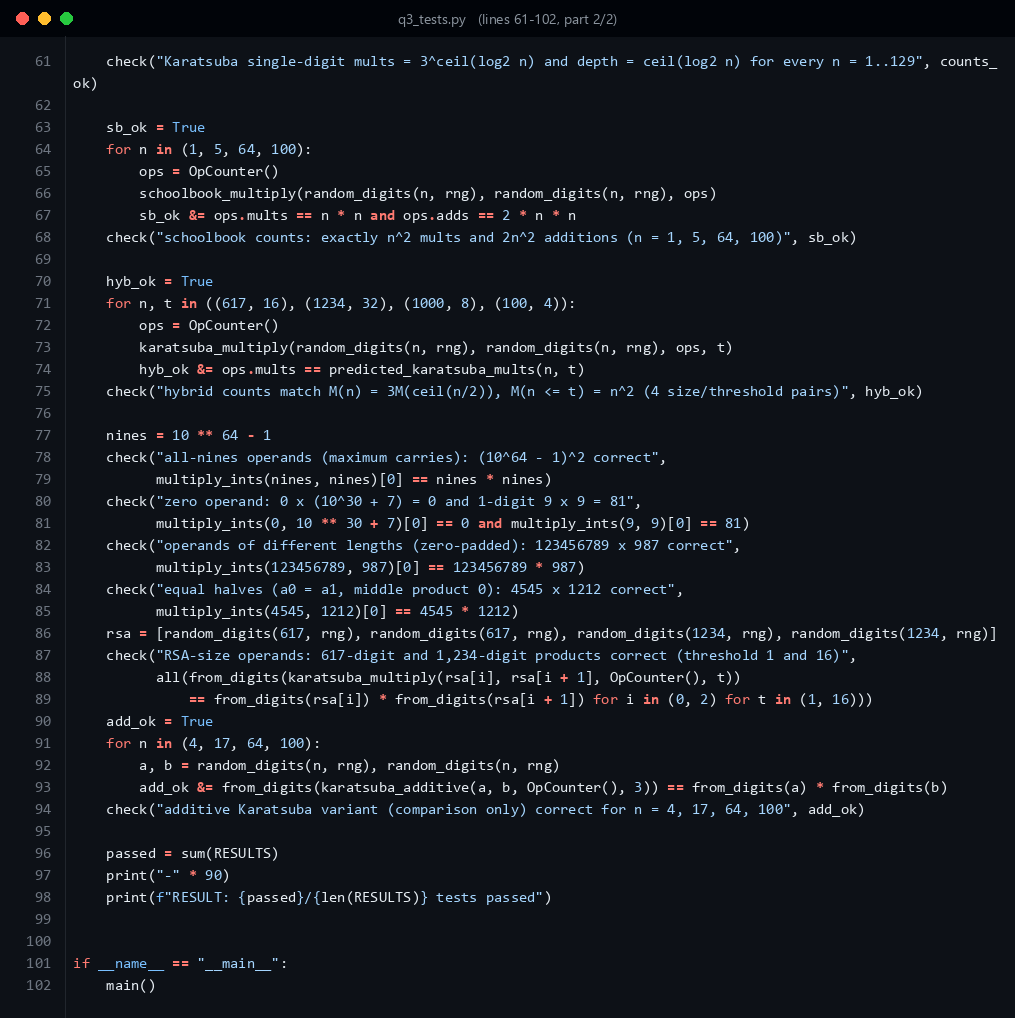 q3_tests.py (lines 61-102, part 2/2)
61     check("Karatsuba single-digit mults = 3^ceil(log2 n) and depth = ceil(log2 n) for every n = 1..129", counts_
ok)
62
63     sb_ok = True
64     for n in (1, 5, 64, 100):
65         ops = OpCounter()
66         schoolbook_multiply(random_digits(n, rng), random_digits(n, rng), ops)
67         sb_ok &= ops.mults == n * n and ops.adds == 2 * n * n
68     check("schoolbook counts: exactly n^2 mults and 2n^2 additions (n = 1, 5, 64, 100)", sb_ok)
69
70     hyb_ok = True
71     for n, t in ((617, 16), (1234, 32), (1000, 8), (100, 4)):
72         ops = OpCounter()
73         karatsuba_multiply(random_digits(n, rng), random_digits(n, rng), ops, t)
74         hyb_ok &= ops.mults == predicted_karatsuba_mults(n, t)
75     check("hybrid counts match M(n) = 3M(ceil(n/2)), M(n <= t) = n^2 (4 size/threshold pairs)", hyb_ok)
76
77     nines = 10 ** 64 - 1
78     check("all-nines operands (maximum carries): (10^64 - 1)^2 correct",
79           multiply_ints(nines, nines)[0] == nines * nines)
80     check("zero operand: 0 x (10^30 + 7) = 0 and 1-digit 9 x 9 = 81",
81           multiply_ints(0, 10 ** 30 + 7)[0] == 0 and multiply_ints(9, 9)[0] == 81)
82     check("operands of different lengths (zero-padded): 123456789 x 987 correct",
83           multiply_ints(123456789, 987)[0] == 123456789 * 987)
84     check("equal halves (a0 = a1, middle product 0): 4545 x 1212 correct",
85           multiply_ints(4545, 1212)[0] == 4545 * 1212)
86     rsa = [random_digits(617, rng), random_digits(617, rng), random_digits(1234, rng), random_digits(1234, rng)]
87     check("RSA-size operands: 617-digit and 1,234-digit products correct (threshold 1 and 16)",
88           all(from_digits(karatsuba_multiply(rsa[i], rsa[i + 1], OpCounter(), t))
89               == from_digits(rsa[i]) * from_digits(rsa[i + 1]) for i in (0, 2) for t in (1, 16)))
90     add_ok = True
91     for n in (4, 17, 64, 100):
92         a, b = random_digits(n, rng), random_digits(n, rng)
93         add_ok &= from_digits(karatsuba_additive(a, b, OpCounter(), 3)) == from_digits(a) * from_digits(b)
94     check("additive Karatsuba variant (comparison only) correct for n = 4, 17, 64, 100", add_ok)
95
96     passed = sum(RESULTS)
97     print("-" * 90)
98     print(f"RESULT: {passed}/{len(RESULTS)} tests passed")
99
100
101 if __name__ == "__main__":
102     main()